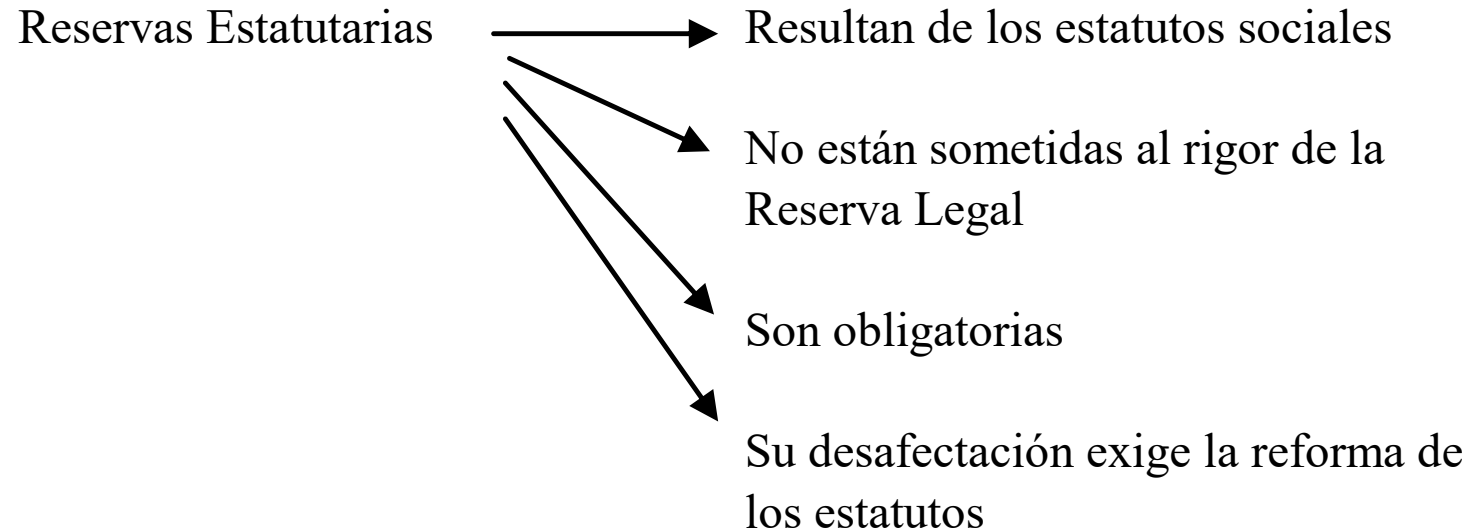 Reservas Estatutarias
Resultan de los estatutos sociales
No están sometidas al rigor de la
Reserva Legal
Son obligatorias
Su desafectación exige la reforma de
los estatutos